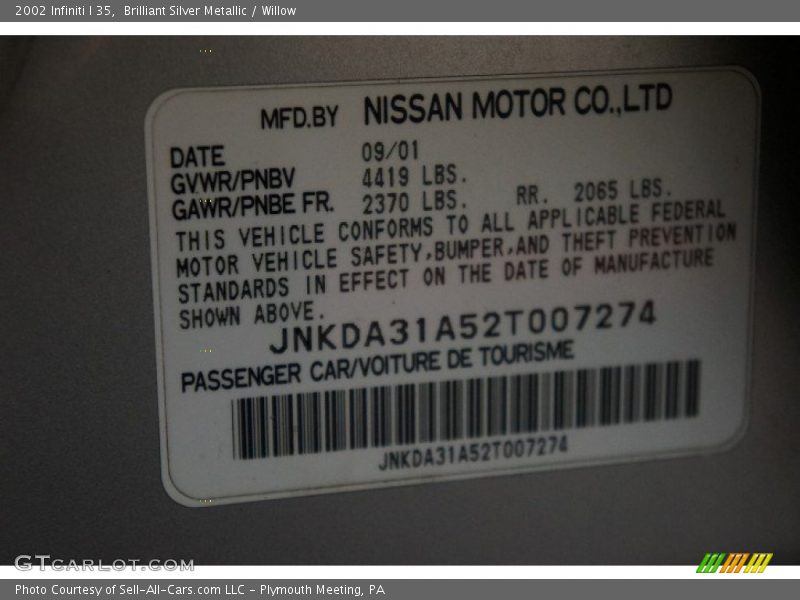 2002 Infiniti I 35,  Brilliant Silver Metallic / Willow
MFD.BY NISSAN MOTOR CO.,LTD
DATE 09/01
GVWR/PNBV 4419 LBS.
GAWR/PNBE FR. 2370 LBS. RR. 2065 LBS.
THIS VEHICLE CONFORMS TO ALL APPLICABLE FEDERAL
MOTOR VEHICLE SAFETY,BUMPER,AND THEFT PREVENTION
STANDARDS IN EFFECT ON THE DATE OF MANUFACTURE
SHOWN ABOVE.
JNKDA31A52T007274
PASSENGER CAR/VOITURE DE TOURISME
JNKDA31A52T007274
GTCARLOT.COM
Photo Courtesy of Sell-All-Cars.com LLC - Plymouth Meeting, PA